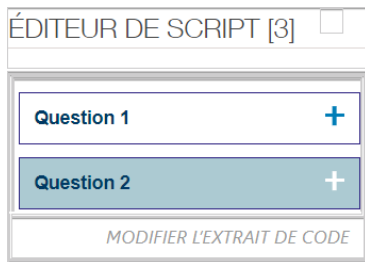 ÉDITEUR DE SCRIPT [3]
Question 1 +
Question 2 +
MODIFIER L'EXTRAIT DE CODE